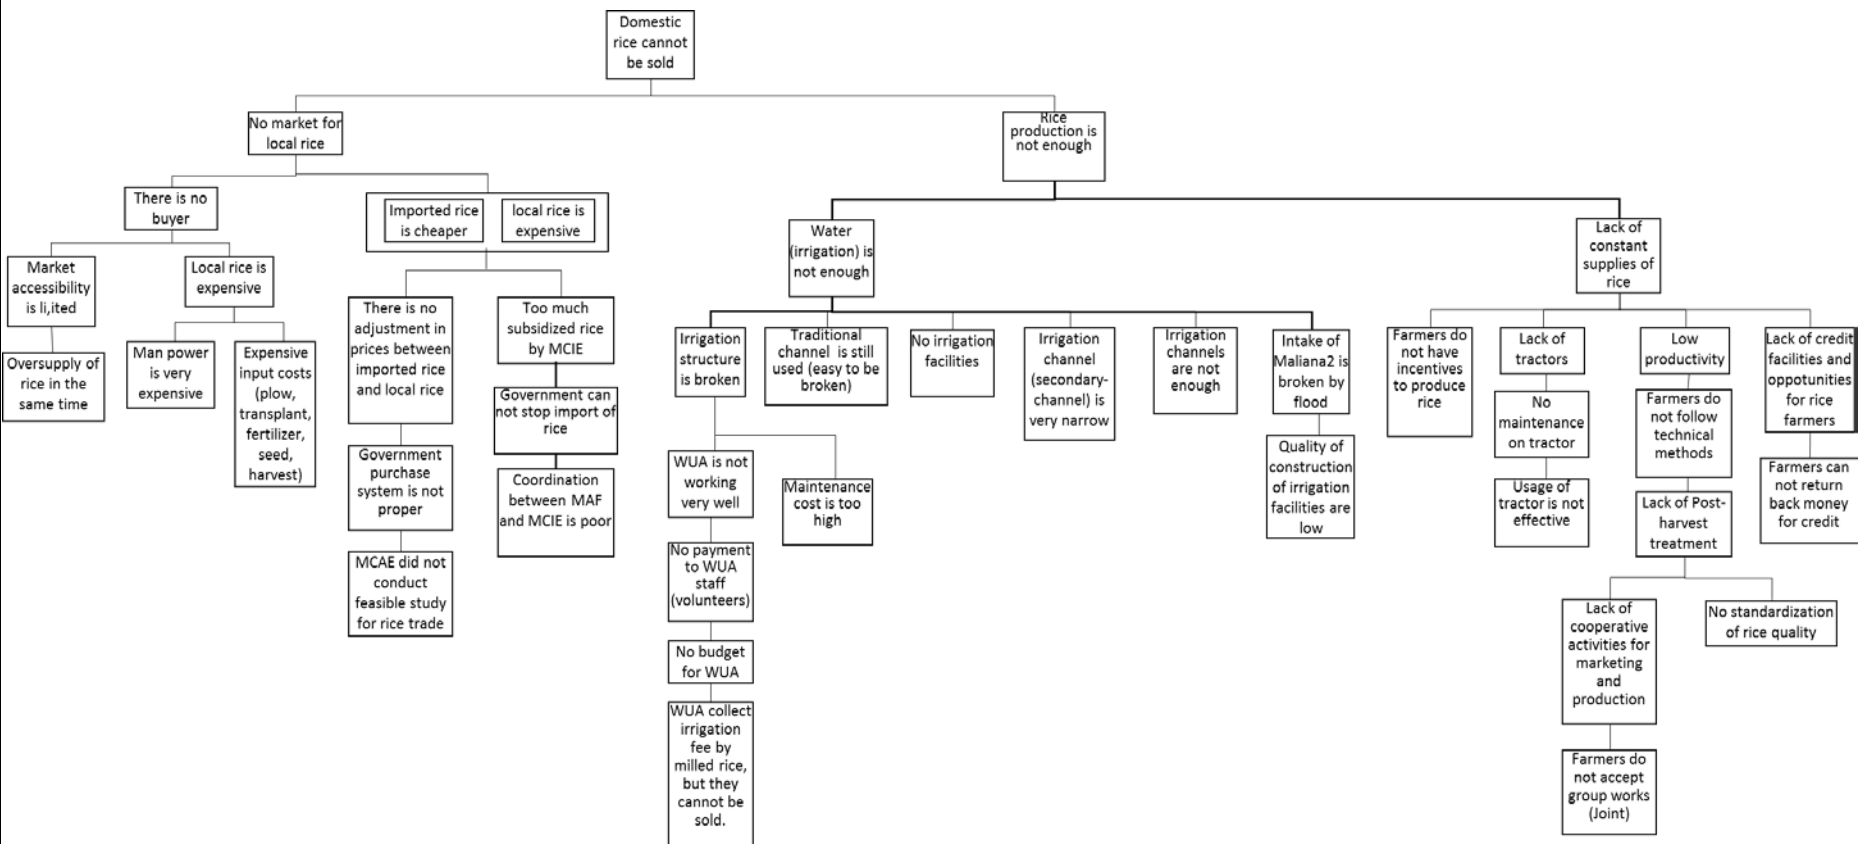 Domestic
rice cannot
be sold
No market for
local rice
Rice
production is
not enough
There is no
buyer
Imported rice
is cheaper
local rice is
expensive
Water
(irrigation) is
not enough
Lack of
constant
supplies of
rice
Market
accessibility
is li,ited
Local rice is
expensive
There is no
adjustment in
prices between
imported rice
and local rice
Too much
subsidized rice
by MCIE
Irrigation
structure
is broken
Traditional
channel is still
used (easy to be
broken)
No irrigation
facilities
Irrigation
channel
(secondary-
channel) is
very narrow
Irrigation
channels
are not
enough
Intake of
Maliana2 is
broken by
flood
Farmers do
not have
incentives
to produce
rice
Lack of
tractors
Low
productivity
Lack of credit
facilities and
oppotunities
for rice
farmers
Oversupply of
rice in the
same time
Man power
is very
expensive
Expensive
input costs
(plow,
transplant,
fertilizer,
seed,
harvest)
Government can
not stop import of
rice
No
maintenance
on tractor
Farmers do
not follow
technical
methods
Government
purchase
system is not
proper
Coordination
between MAF
and MCIE is poor
WUA is not
working
very well
Maintenance
cost is too
high
Quality of
construction
of irrigation
facilities are
low
Usage of
tractor is not
effective
Lack of Post-
harvest
treatment
Farmers can
not return
back money
for credit
MCAE did not
conduct
feasible study
for rice trade
No payment
to WUA
staff
(volunteers)
Lack of
cooperative
activities for
marketing
and
production
No standardization
of rice quality
No budget
for WUA
WUA collect
irrigation
fee by
milled rice,
but they
cannot be
sold.
Farmers do
not accept
group works
(Joint)